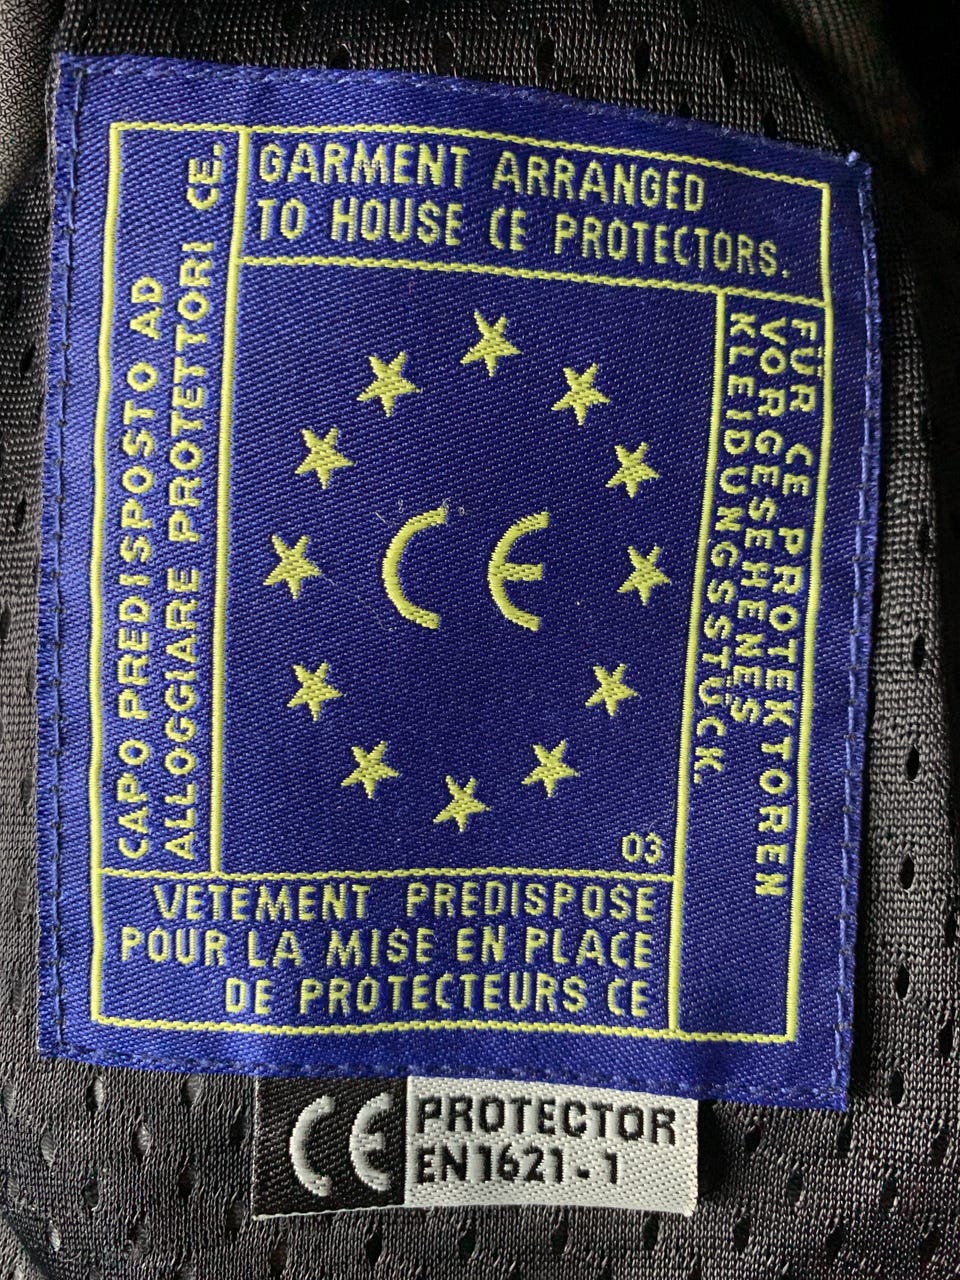 GARMENT ARRANGED
TO HOUSE CE PROTECTORS.
CAPO PREDISPOSTO AD
ALLOGGIARE PROTETTORI CE.
FÜR CE PROTEKTOREN
VORGESEHENES
KLEIDUNGSSTÜCK.
CE
03
VETEMENT PREDISPOSE
POUR LA MISE EN PLACE
DE PROTECTEURS CE
CE PROTECTOR
EN1621-1